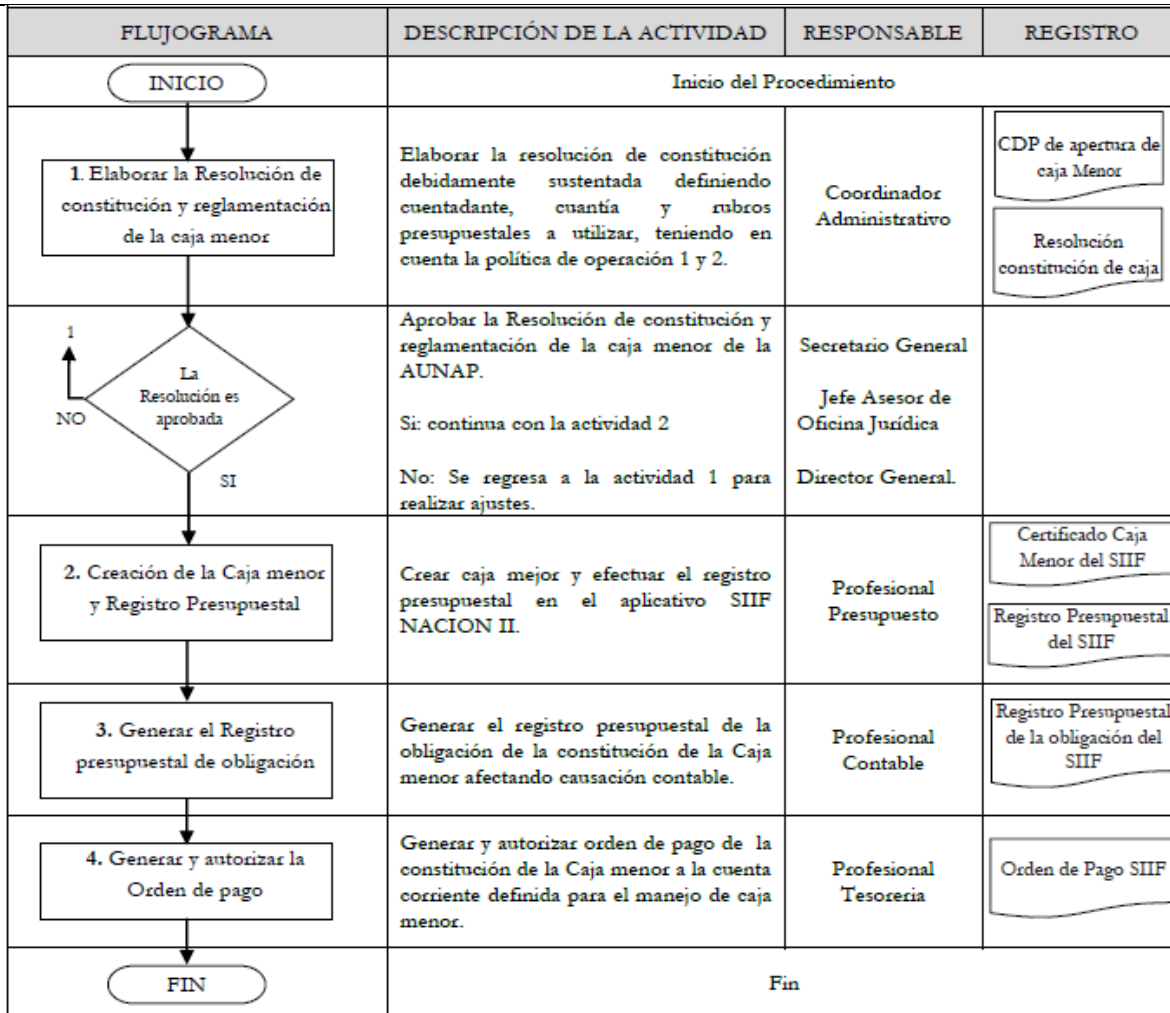 FLUJOGRAMA
DESCRIPCIÓN DE LA ACTIVIDAD
RESPONSABLE
REGISTRO
INICIO
Inicio del Procedimiento
1. Elaborar la Resolución de
constitución y reglamentación
de la caja menor
Elaborar la resolución de constitución
debidamente sustentada definiendo
cuentadante, cuantía y rubros
presupuestales a utilizar, teniendo en
cuenta la política de operación 1 y 2.
Coordinador
Administrativo
CDP de apertura de
caja Menor
Resolución
constitución de caja
1
La
Resolución es
aprobada
NO
SI
Aprobar la Resolución de constitución y
reglamentación de la caja menor de la
AUNAP.
Si: continua con la actividad 2
No: Se regresa a la actividad 1 para
realizar ajustes.
Secretario General
Jefe Asesor de
Oficina Jurídica
Director General.
2. Creación de la Caja menor
y Registro Presupuestal
Crear caja mejor y efectuar el registro
presupuestal en el aplicativo SIIF
NACION II.
Profesional
Presupuesto
Certificado Caja
Menor del SIIF
Registro Presupuestal
del SIIF
3. Generar el Registro
presupuestal de obligación
Generar el registro presupuestal de la
obligación de la constitución de la Caja
menor afectando causación contable.
Profesional
Contable
Registro Presupuestal
de la obligación del
SIIF
4. Generar y autorizar la
Orden de pago
Generar y autorizar orden de pago de la
constitución de la Caja menor a la cuenta
corriente definida para el manejo de caja
menor.
Profesional
Tesoreria
Orden de Pago SIIF
FIN
Fin